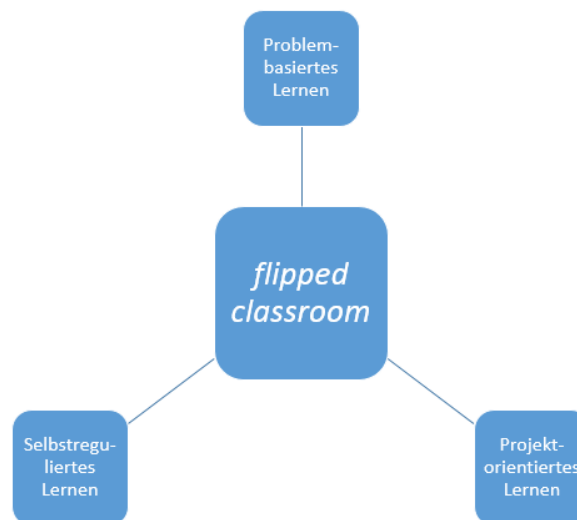 Problem-
basiertes
Lernen
flipped
classroom
Selbstregu-
liertes
Lernen
Projekt-
orientiertes
Lernen